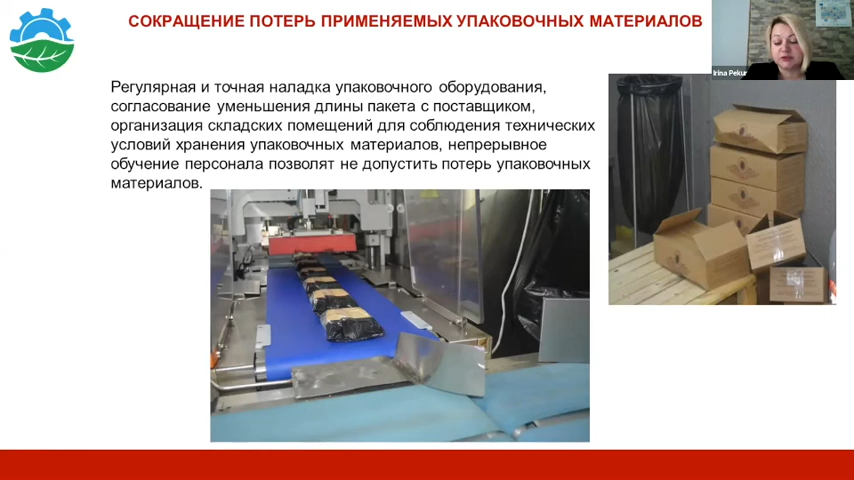 СОКРАЩЕНИЕ ПОТЕРЬ ПРИМЕНЯЕМЫХ УПАКОВОЧНЫХ МАТЕРИАЛОВ
Irina Pekur
Регулярная и точная наладка упаковочного оборудования,
согласование уменьшения длины пакета с поставщиком,
организация складских помещений для соблюдения технических
условий хранения упаковочных материалов, непрерывное
обучение персонала позволят не допустить потерь упаковочных
материалов.